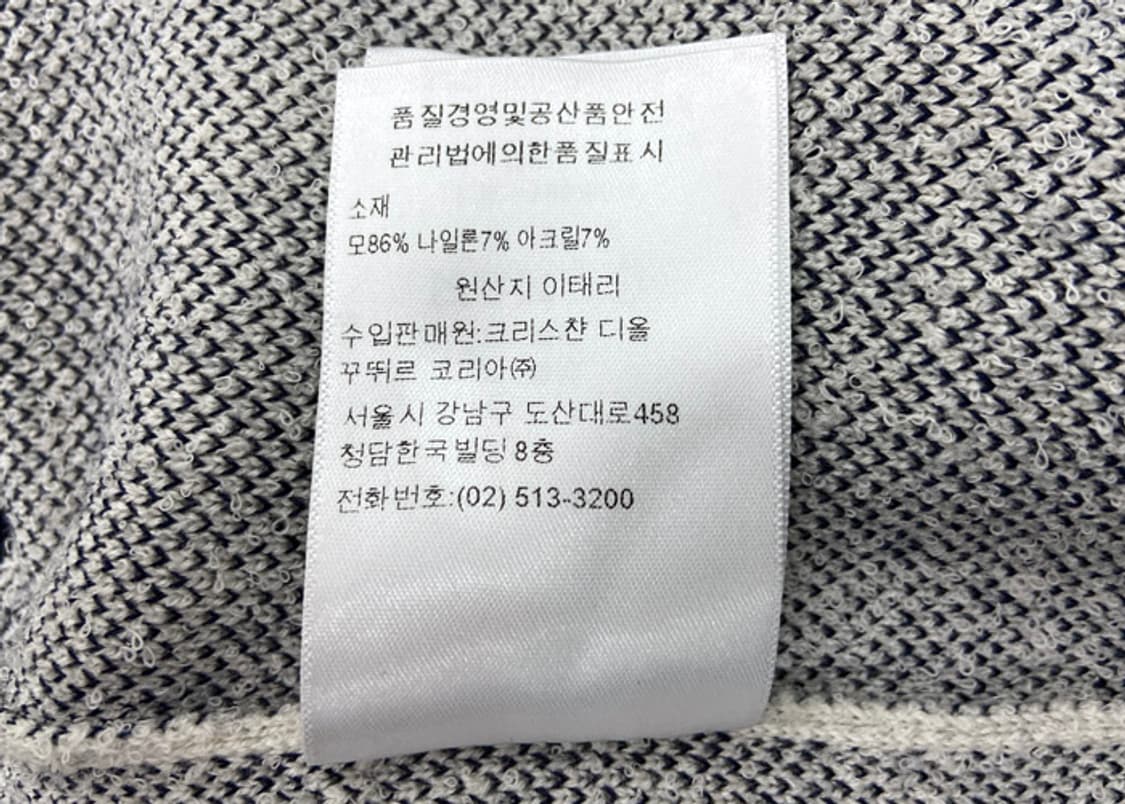 품질경영및공산품안전
관리법에의한품질표시
소재
모86% 나일론7% 아크릴7%
원산지 이태리
수입판매원:크리스챤 디올
꾸뛰르 코리아㈜
서울시 강남구 도산대로458
청담한국빌딩 8층
전화번호:(02) 513-3200